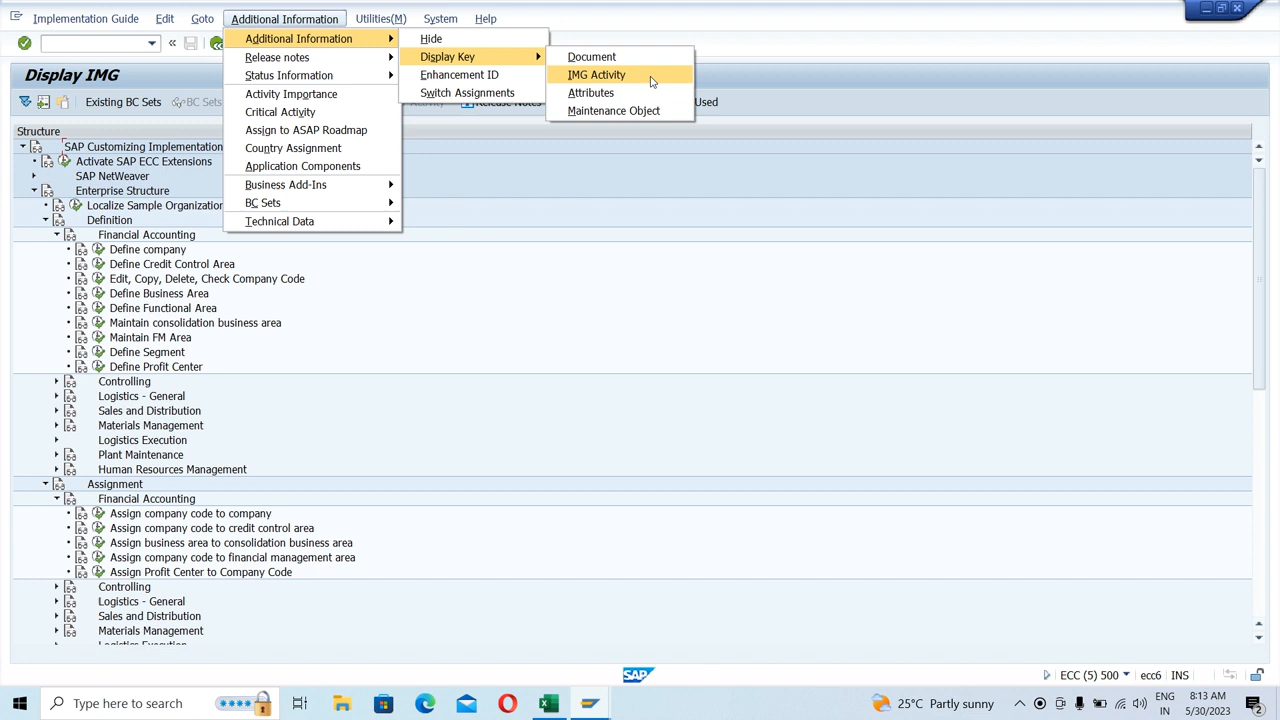 Implementation Guide Edit Goto Additional Information Utilities(M) System Help
Additional Information
Release notes
Status Information
Activity Importance
Critical Activity
Assign to ASAP Roadmap
Country Assignment
Application Components
Business Add-Ins
BC Sets
Technical Data
Hide
Display Key
Enhancement ID
Switch Assignments
Document
IMG Activity
Attributes
Maintenance Object
Display IMG
Existing BC Sets BC Sets Activity Release Notes Used
Structure
SAP Customizing Implementation
Activate SAP ECC Extensions
SAP NetWeaver
Enterprise Structure
Localize Sample Organization
Definition
Financial Accounting
Define company
Define Credit Control Area
Edit, Copy, Delete, Check Company Code
Define Business Area
Define Functional Area
Maintain consolidation business area
Maintain FM Area
Define Segment
Define Profit Center
Controlling
Logistics - General
Sales and Distribution
Materials Management
Logistics Execution
Plant Maintenance
Human Resources Management
Assignment
Financial Accounting
Assign company code to company
Assign company code to credit control area
Assign business area to consolidation business area
Assign company code to financial management area
Assign Profit Center to Company Code
Controlling
Logistics - General
Sales and Distribution
Materials Management
Logistics Execution
SAP
ECC (5) 500 ecc6 INS
Type here to search
25°C Partly sunny
ENG
IN
8:13 AM
5/30/2023
2